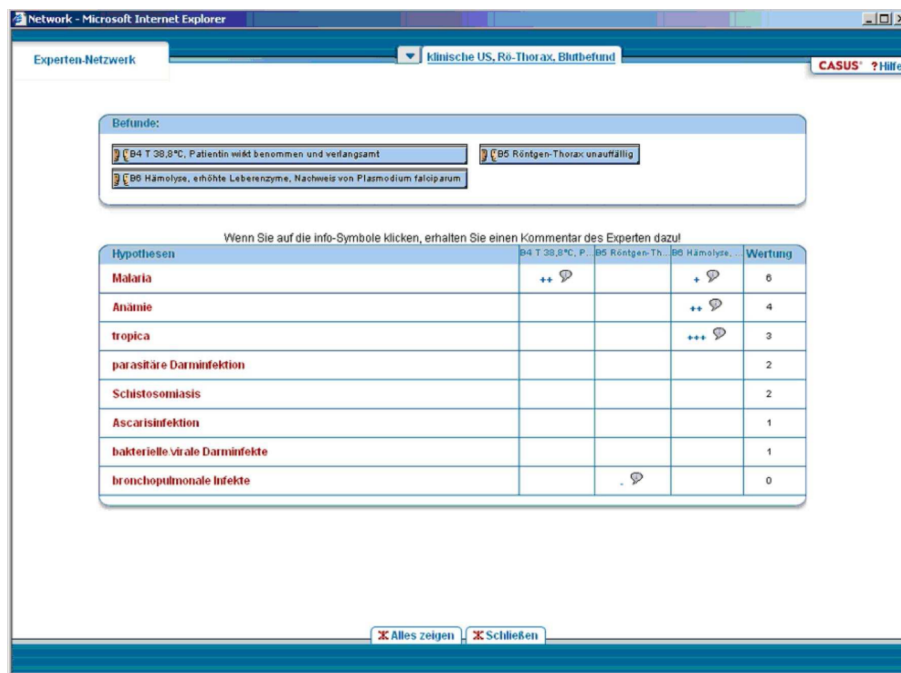 Network - Microsoft Internet Explorer
Experten-Netzwerk
klinische US, Rö-Thorax, Blutbefund
CASUS ? Hilfe
Befunde:
B4 T 38,8°C, Patientin wirkt benommen und verlangsamt
B5 Röntgen-Thorax unauffällig
B6 Hämolyse, erhöhte Leberenzyme, Nachweis von Plasmodium falciparum
Wenn Sie auf die info-Symbole klicken, erhalten Sie einen Kommentar des Experten dazu!
Hypothesen B4 T 38,8°C, P... B5 Röntgen-Th... B6 Hämolyse, ... Wertung
Malaria ++ + 6
Anämie ++ 4
tropica +++ 3
parasitäre Darminfektion 2
Schistosomiasis 2
Ascarisinfektion 1
bakterielle/virale Darminfekte 1
bronchopulmonale Infekte - 0
Alles zeigen Schließen